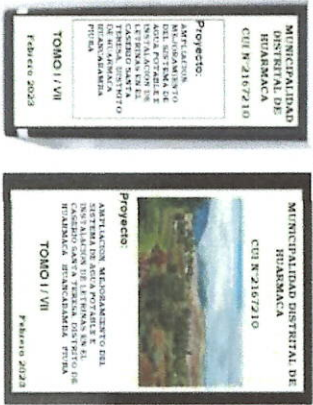 MUNICIPALIDAD
DISTRITAL DE
HUARMACA
CUI N°2167210
Proyecto:
AMPLIACION
MEJORAMIENTO
DEL SISTEMA DE
AGUA POTABLE E
INSTALACION DE
LETRINAS EN EL
CASERIO SANTA
TERESA DISTRITO
DE HUARMACA
HUANCABAMBA
PIURA
TOMO I / VII
Febrero 2023
MUNICIPALIDAD DISTRITAL DE
HUARMACA
CUI N°2167210
Proyecto:
AMPLIACION, MEJORAMIENTO DEL
SISTEMA DE AGUA POTABLE E
INSTALACION DE LETRINAS EN EL
CASERIO SANTA TERESA DISTRITO DE
HUARMACA HUANCABAMBA PIURA
TOMO I / VII
Febrero 2023